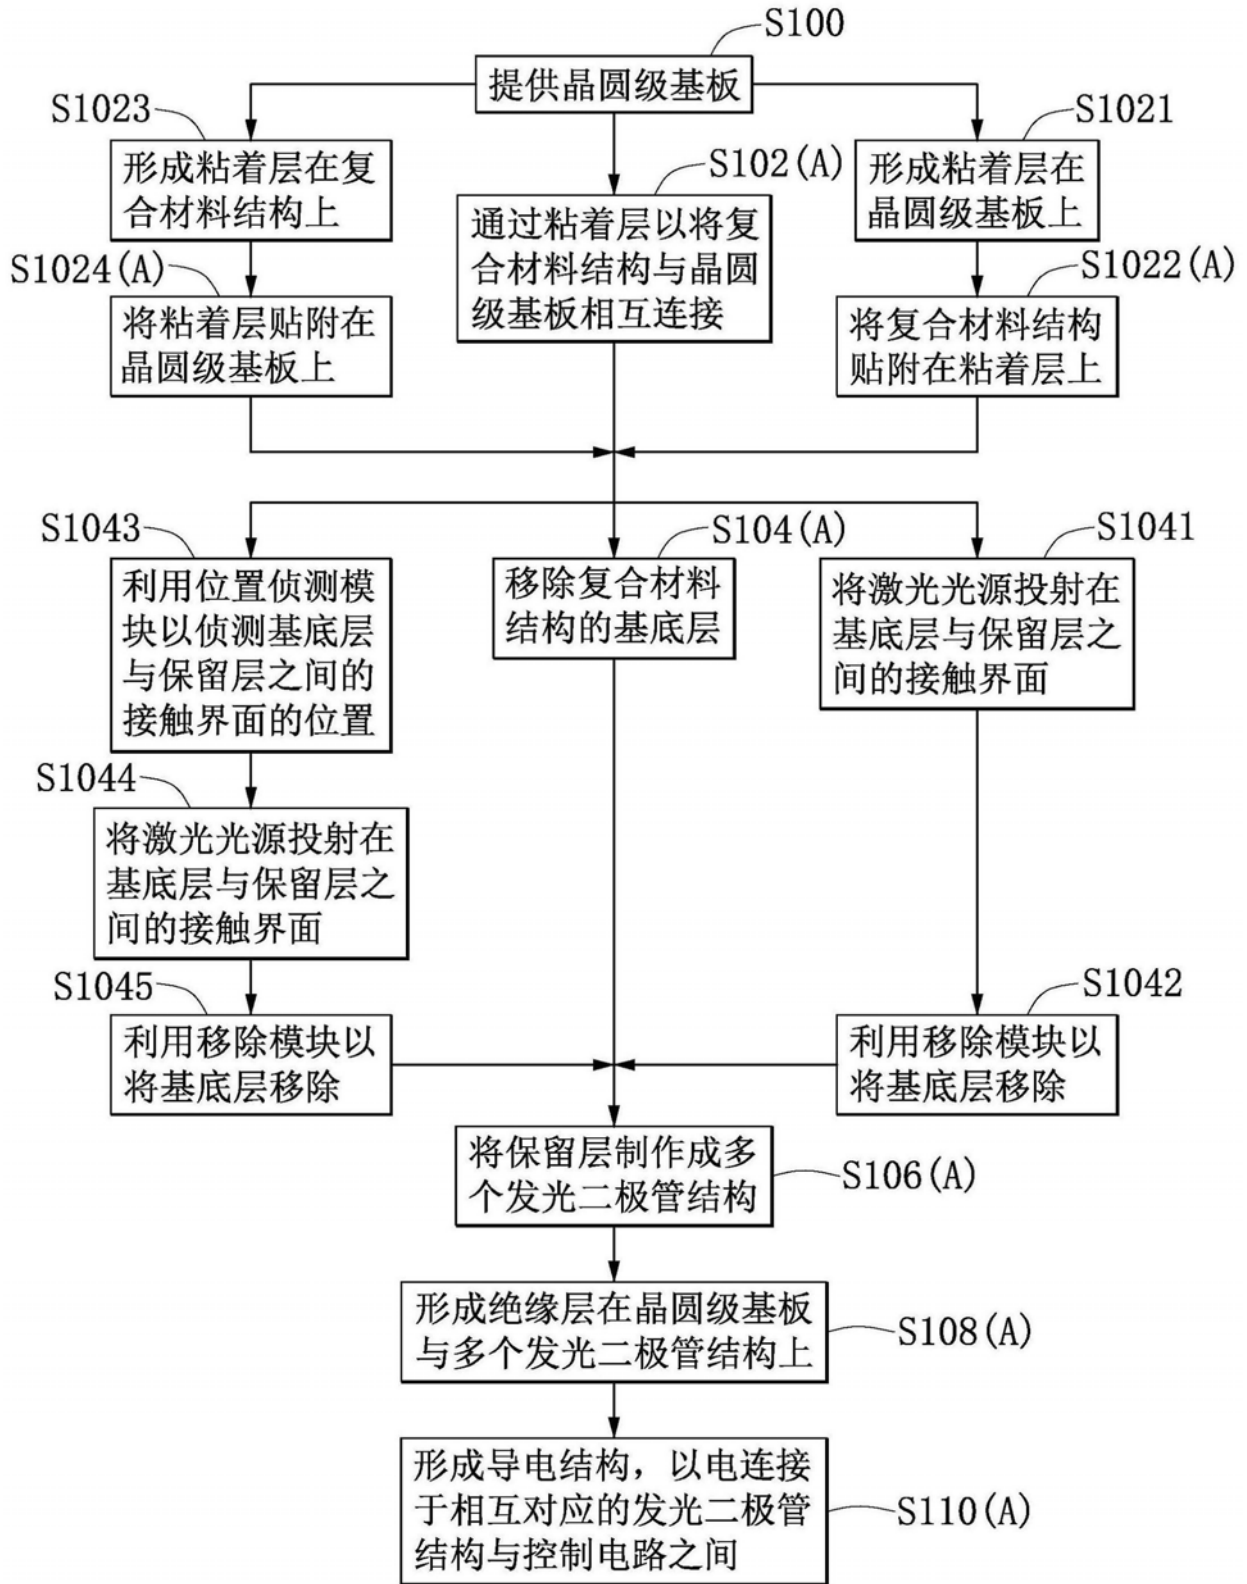 S100
提供晶圆级基板
S1023
形成粘着层在复
合材料结构上
S102(A)
通过粘着层以将复
合材料结构与晶圆
级基板相互连接
S1021
形成粘着层在
晶圆级基板上
S1024(A)
将粘着层贴附在
晶圆级基板上
S1022(A)
将复合材料结构
贴附在粘着层上
S1043
利用位置侦测模
块以侦测基底层
与保留层之间的
接触界面的位置
S104(A)
移除复合材料
结构的基底层
S1041
将激光光源投射在
基底层与保留层之
间的接触界面
S1044
将激光光源投射在
基底层与保留层之
间的接触界面
S1045
利用移除模块以
将基底层移除
S1042
利用移除模块以
将基底层移除
将保留层制作成多
个发光二极管结构
S106(A)
形成绝缘层在晶圆级基板
与多个发光二极管结构上
S108(A)
形成导电结构，以电连接
于相互对应的发光二极管
结构与控制电路之间
S110(A)